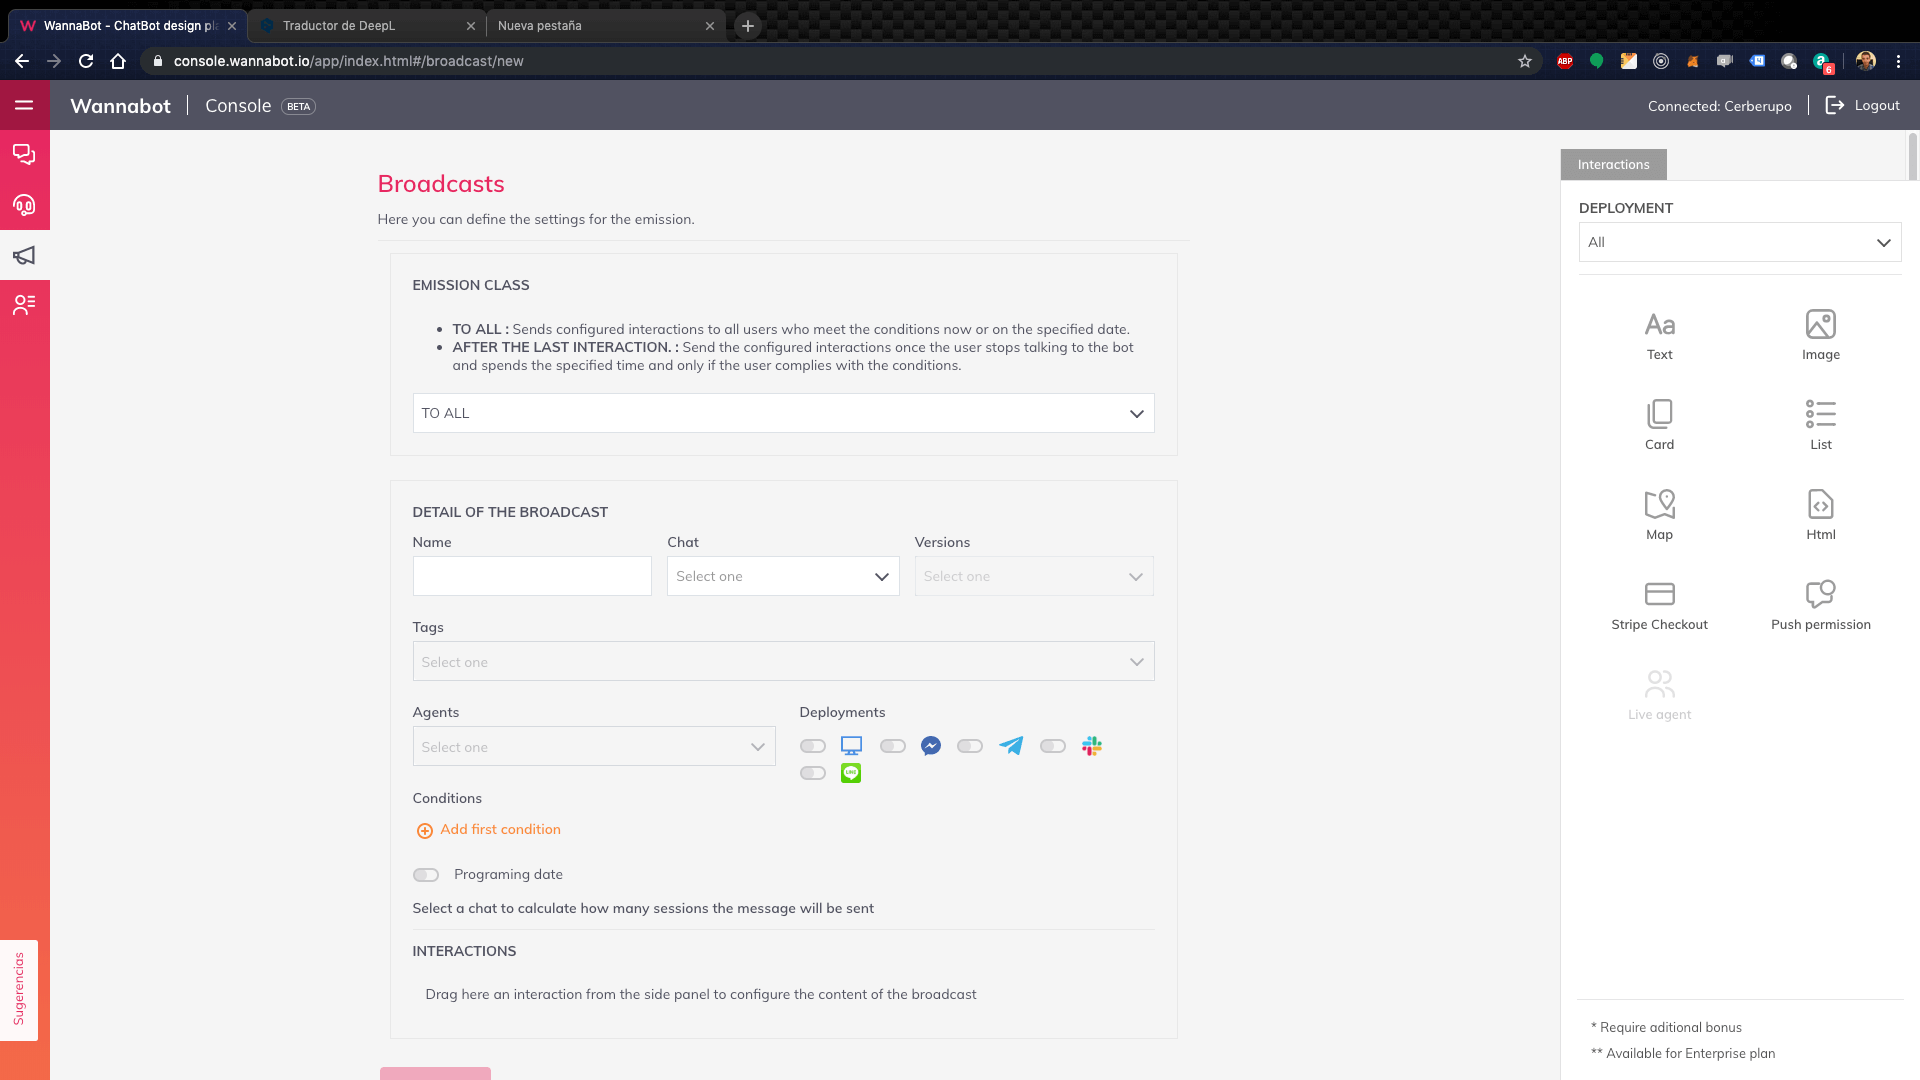 WannaBot - ChatBot design pl
Traductor de DeepL
Nueva pestaña
console.wannabot.io/app/index.html#/broadcast/new
ABP
6
Wannabot
Console
BETA
Connected: Cerberupo
Logout
Broadcasts
Here you can define the settings for the emission.
EMISSION CLASS
TO ALL : Sends configured interactions to all users who meet the conditions now or on the specified date.
AFTER THE LAST INTERACTION. : Send the configured interactions once the user stops talking to the bot
and spends the specified time and only if the user complies with the conditions.
TO ALL
DETAIL OF THE BROADCAST
Name
Chat
Versions
Select one
Select one
Tags
Select one
Agents
Deployments
Select one
LINE
Conditions
Add first condition
Programing date
Select a chat to calculate how many sessions the message will be sent
INTERACTIONS
Drag here an interaction from the side panel to configure the content of the broadcast
Sugerencias
Interactions
DEPLOYMENT
All
Aa
Text
Image
Card
List
Map
Html
Stripe Checkout
Push permission
Live agent
* Require aditional bonus
** Available for Enterprise plan